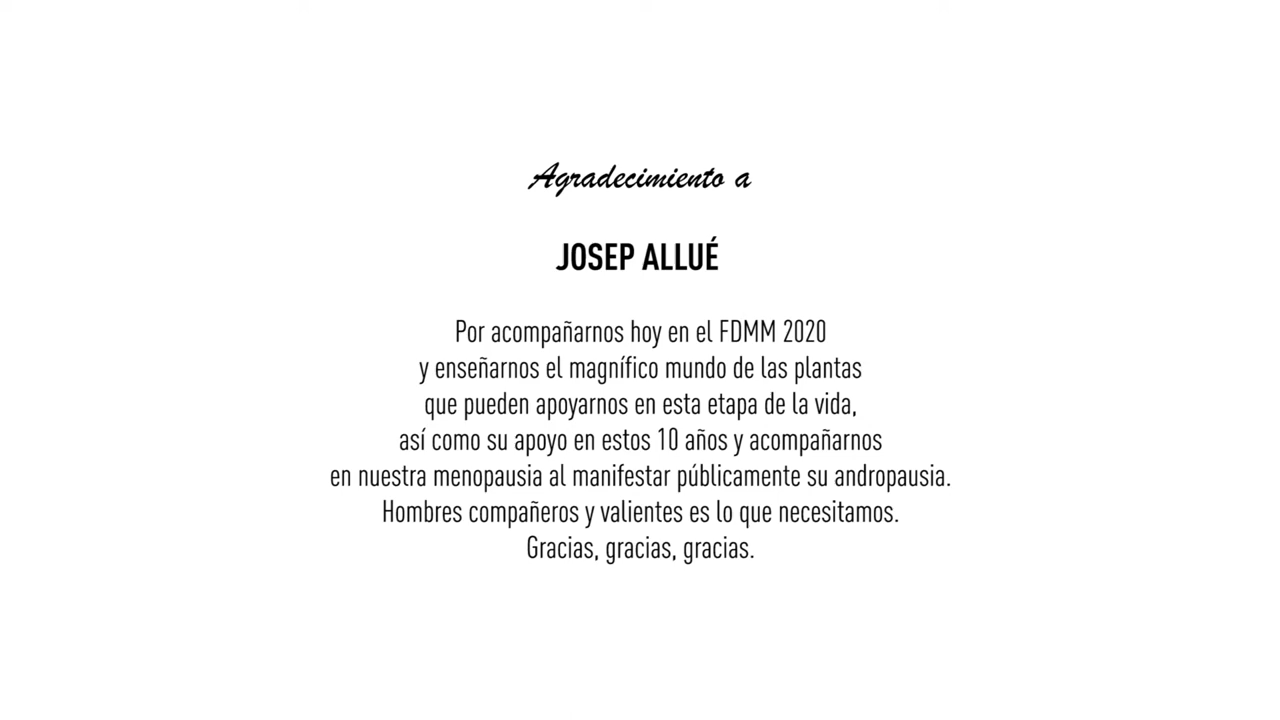 Agradecimiento a
JOSEP ALLUÉ
Por acompañarnos hoy en el FDMM 2020
y enseñarnos el magnífico mundo de las plantas
que pueden apoyarnos en esta etapa de la vida,
así como su apoyo en estos 10 años y acompañarnos
en nuestra menopausia al manifestar públicamente su andropausia.
Hombres compañeros y valientes es lo que necesitamos.
Gracias, gracias, gracias.